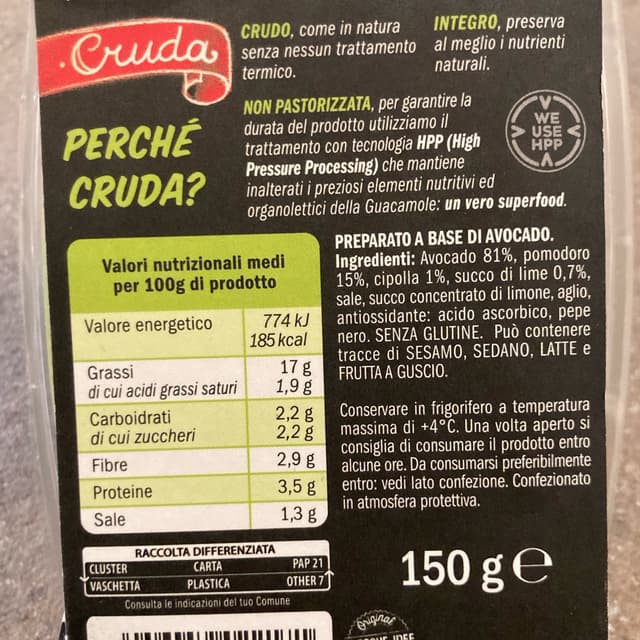 Cruda
CRUDO, come in natura
senza nessun trattamento
termico.
INTEGRO, preserva
al meglio i nutrienti
naturali.
PERCHÉ
CRUDA?
NON PASTORIZZATA, per garantire la
durata del prodotto utilizziamo il
trattamento con tecnologia HPP (High
Pressure Processing) che mantiene
inalterati i preziosi elementi nutritivi ed
organolettici della Guacamole: un vero superfood.
WE
USE
HPP
Valori nutrizionali medi
per 100g di prodotto
Valore energetico 774 kJ
185 kcal
Grassi 17 g
di cui acidi grassi saturi 1,9 g
Carboidrati 2,2 g
di cui zuccheri 2,2 g
Fibre 2,9 g
Proteine 3,5 g
Sale 1,3 g
PREPARATO A BASE DI AVOCADO.
Ingredienti: Avocado 81%, pomodoro
15%, cipolla 1%, succo di lime 0,7%,
sale, succo concentrato di limone, aglio,
antiossidante: acido ascorbico, pepe
nero. SENZA GLUTINE. Può contenere
tracce di SESAMO, SEDANO, LATTE e
FRUTTA A GUSCIO.
Conservare in frigorifero a temperatura
massima di +4°C. Una volta aperto si
consiglia di consumare il prodotto entro
alcune ore. Da consumarsi preferibilmente
entro: vedi lato confezione. Confezionato
in atmosfera protettiva.
RACCOLTA DIFFERENZIATA
CLUSTER CARTA PAP 21
VASCHETTA PLASTICA OTHER 7
Consulta le indicazioni del tuo Comune
150 g e
Original